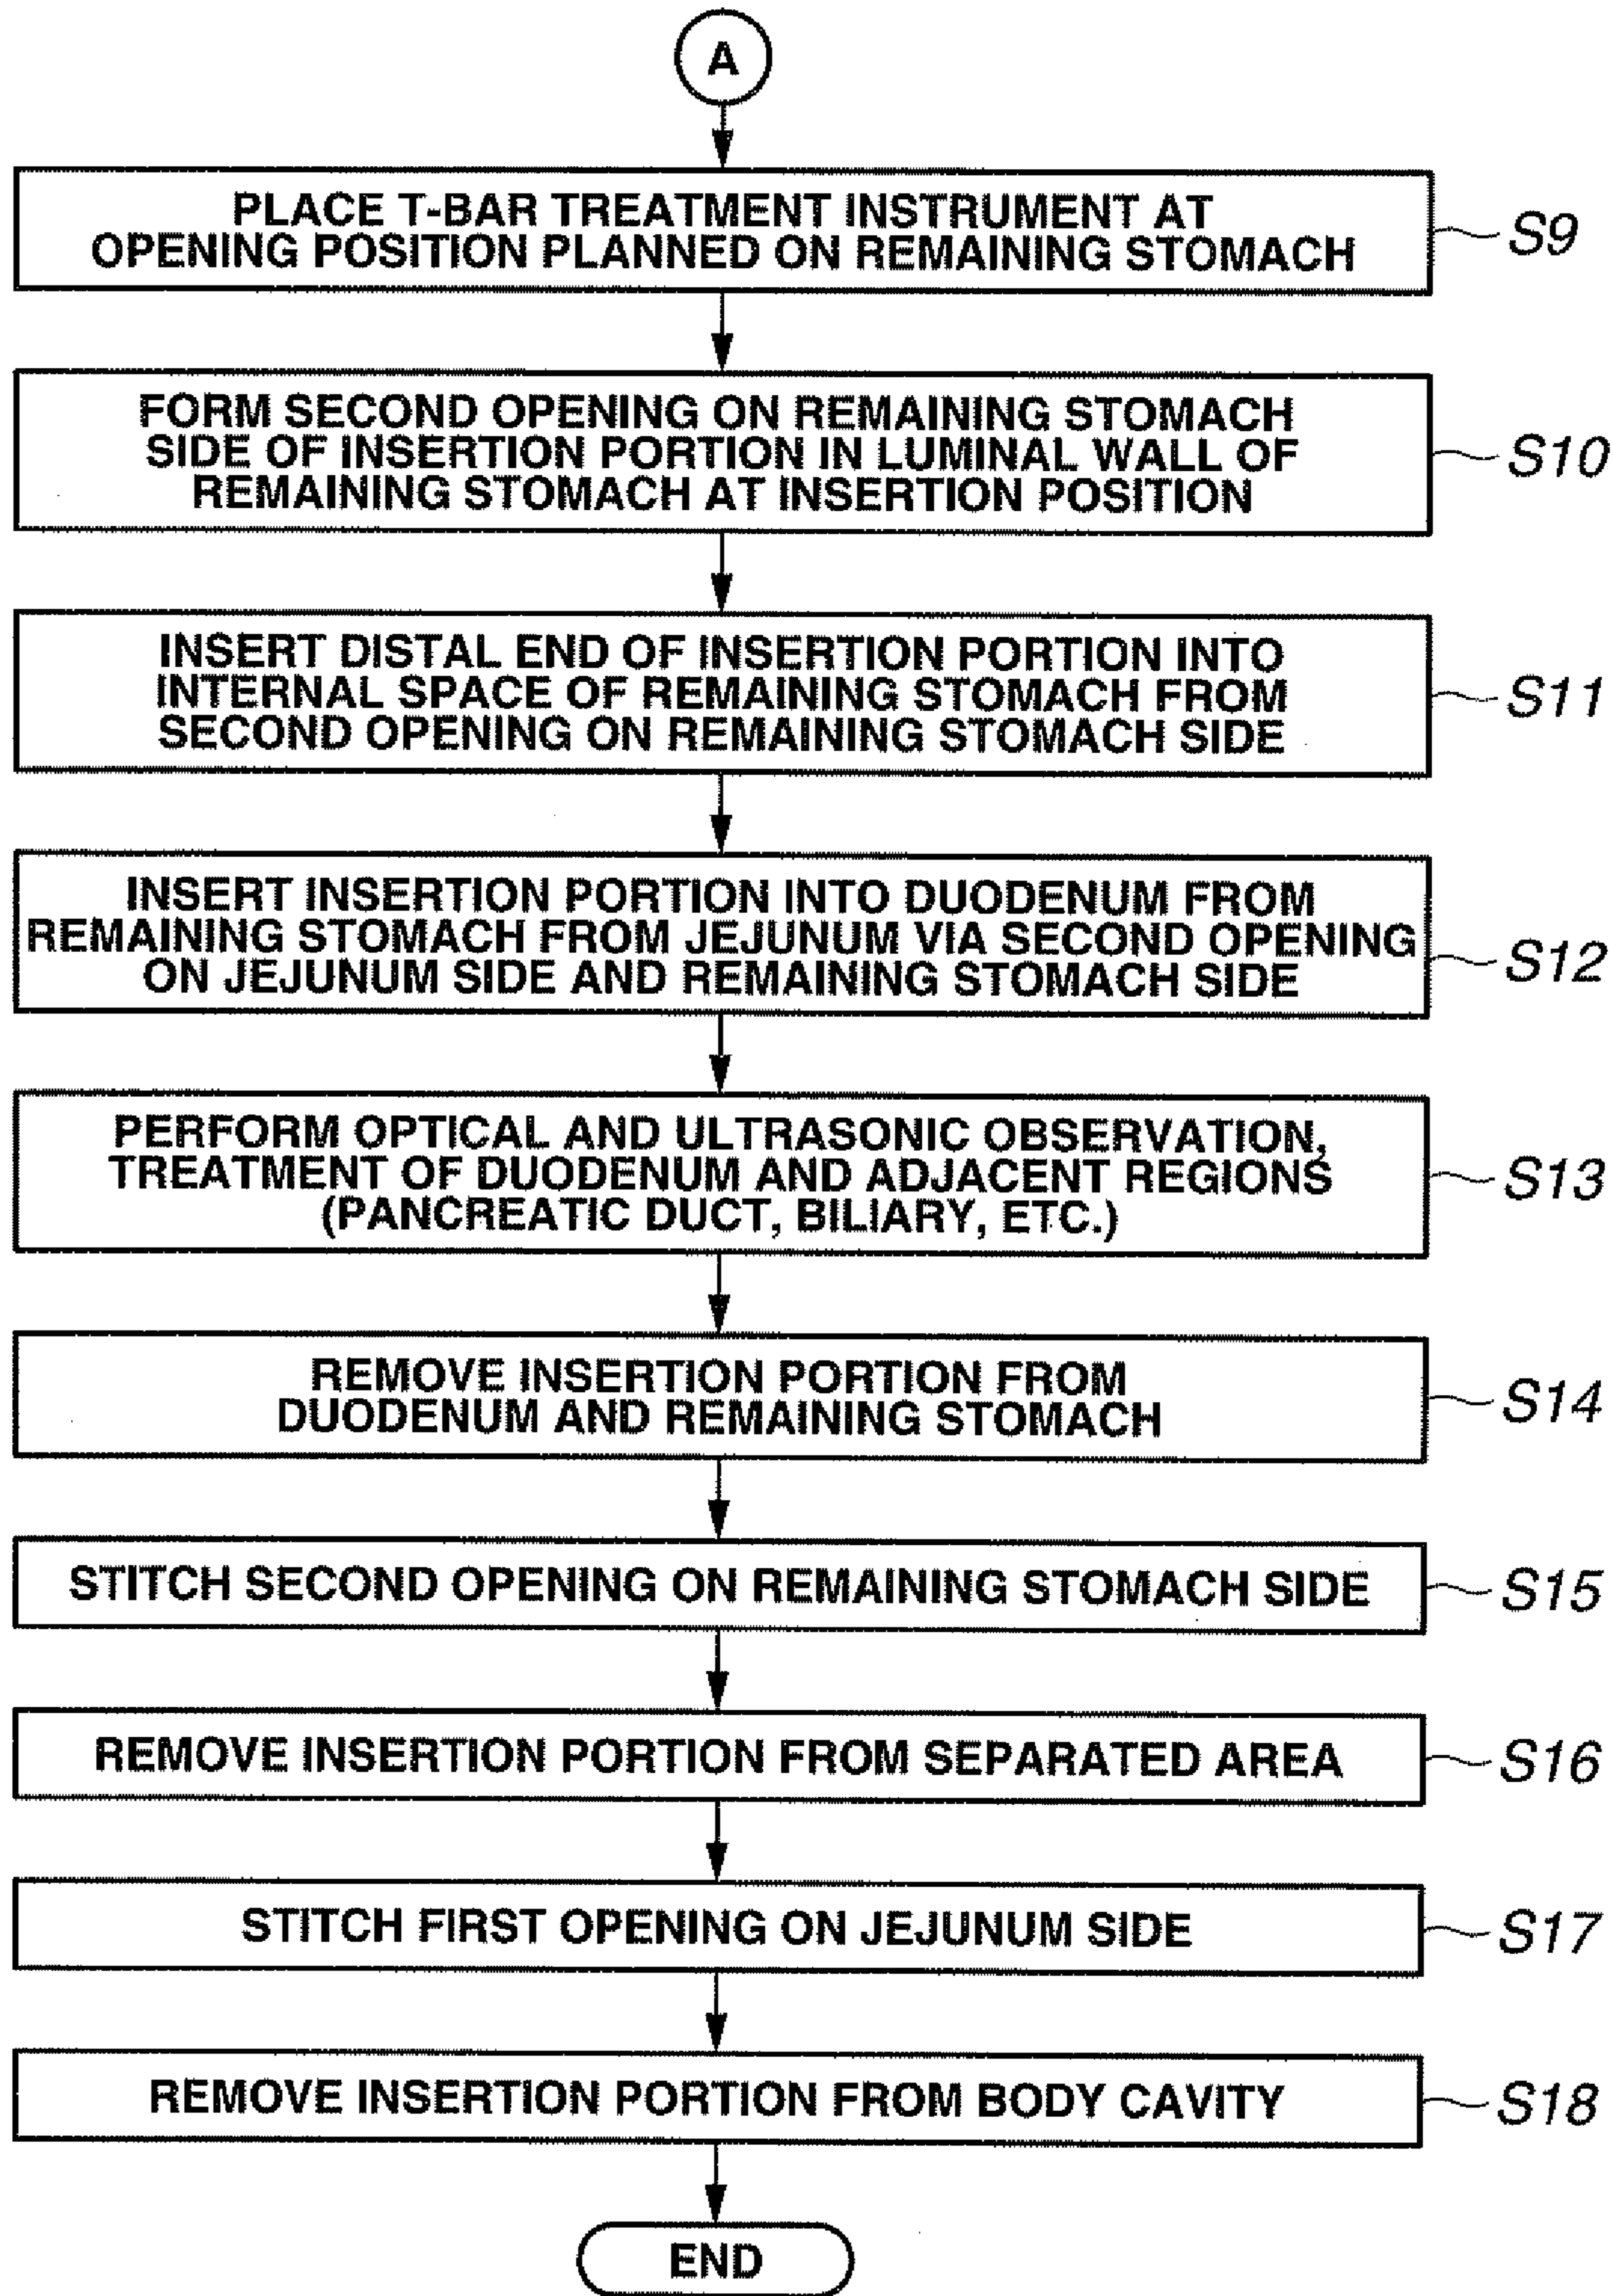 A
PLACE T-BAR TREATMENT INSTRUMENT AT
OPENING POSITION PLANNED ON REMAINING STOMACH
S9
FORM SECOND OPENING ON REMAINING STOMACH
SIDE OF INSERTION PORTION IN LUMINAL WALL OF
REMAINING STOMACH AT INSERTION POSITION
S10
INSERT DISTAL END OF INSERTION PORTION INTO
INTERNAL SPACE OF REMAINING STOMACH FROM
SECOND OPENING ON REMAINING STOMACH SIDE
S11
INSERT INSERTION PORTION INTO DUODENUM FROM
REMAINING STOMACH FROM JEJUNUM VIA SECOND OPENING
ON JEJUNUM SIDE AND REMAINING STOMACH SIDE
S12
PERFORM OPTICAL AND ULTRASONIC OBSERVATION,
TREATMENT OF DUODENUM AND ADJACENT REGIONS
(PANCREATIC DUCT, BILIARY, ETC.)
S13
REMOVE INSERTION PORTION FROM
DUODENUM AND REMAINING STOMACH
S14
STITCH SECOND OPENING ON REMAINING STOMACH SIDE
S15
REMOVE INSERTION PORTION FROM SEPARATED AREA
S16
STITCH FIRST OPENING ON JEJUNUM SIDE
S17
REMOVE INSERTION PORTION FROM BODY CAVITY
S18
END